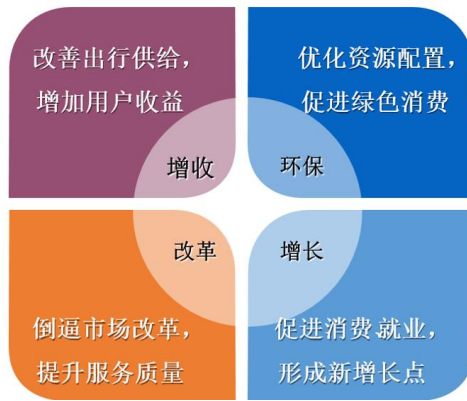 改善出行供给，
增加用户收益
增收
优化资源配置，
促进绿色消费
环保
改革
倒逼市场改革，
提升服务质量
增长
促进消费就业，
形成新增长点